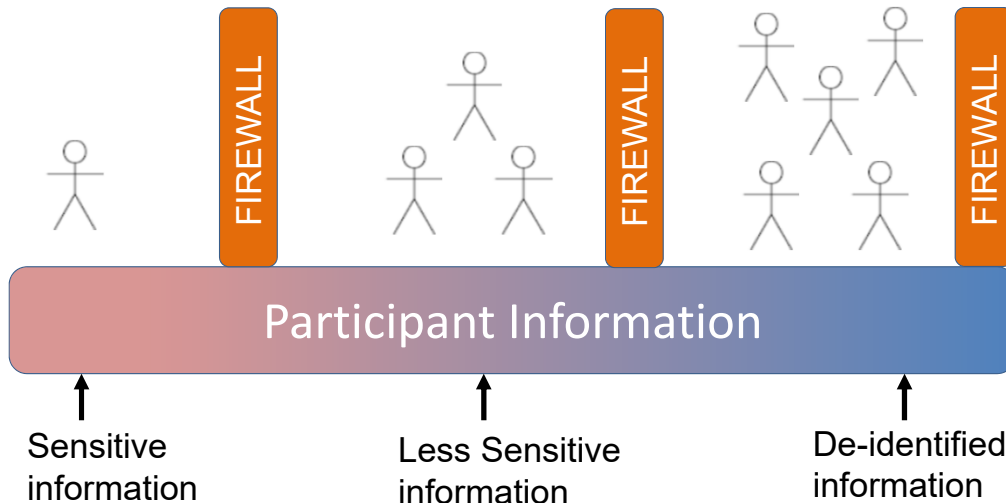 FIREWALL
FIREWALL
FIREWALL
Participant Information
Sensitive
information
Less Sensitive
information
De-identified
information